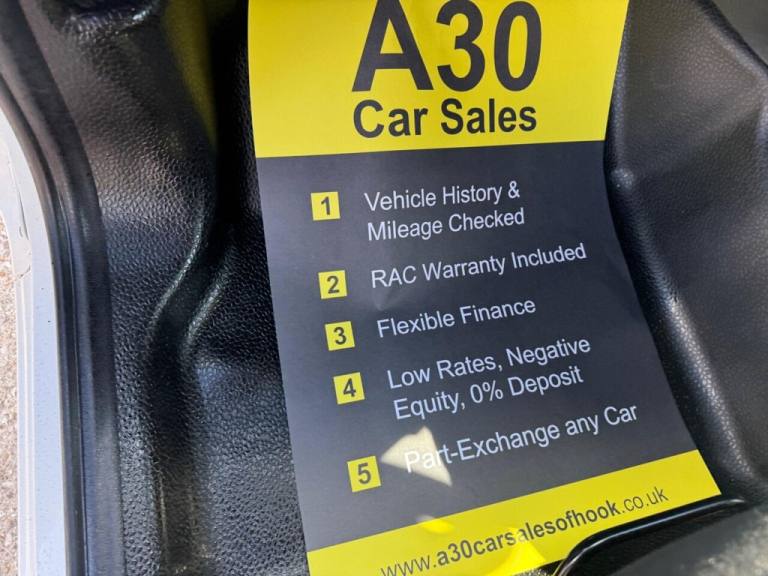 A30
Car Sales
1 Vehicle History &
Mileage Checked
2 RAC Warranty Included
3 Flexible Finance
4 Low Rates, Negative
Equity, 0% Deposit
5 Part-Exchange any Car
www.a30carsalesofhook.co.uk